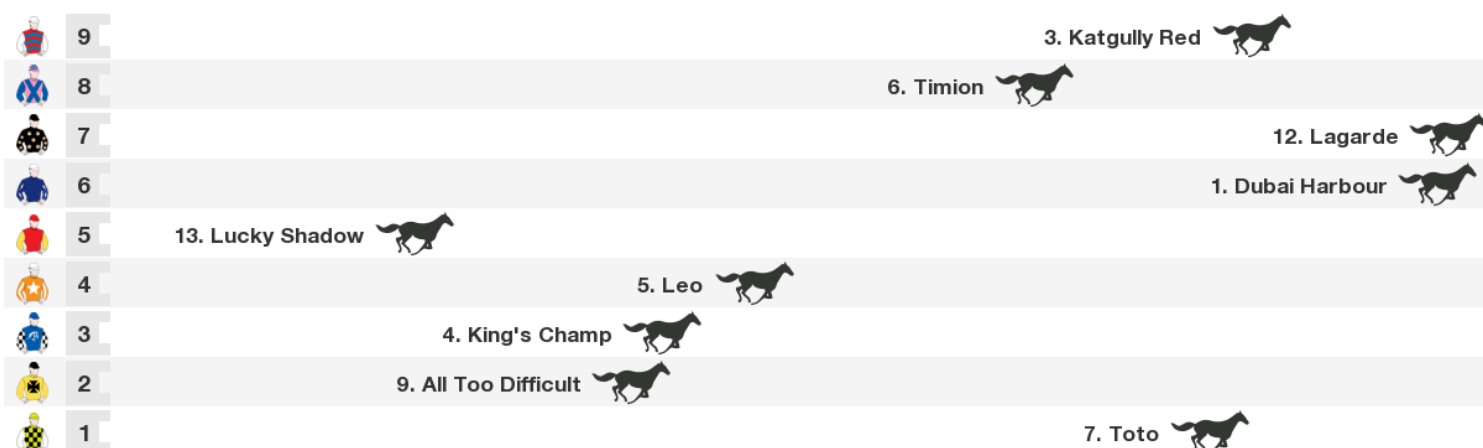 9 3. Katgully Red
8 6. Timion
7 12. Lagarde
6 1. Dubai Harbour
5 13. Lucky Shadow
4 5. Leo
3 4. King's Champ
2 9. All Too Difficult
1 7. Toto